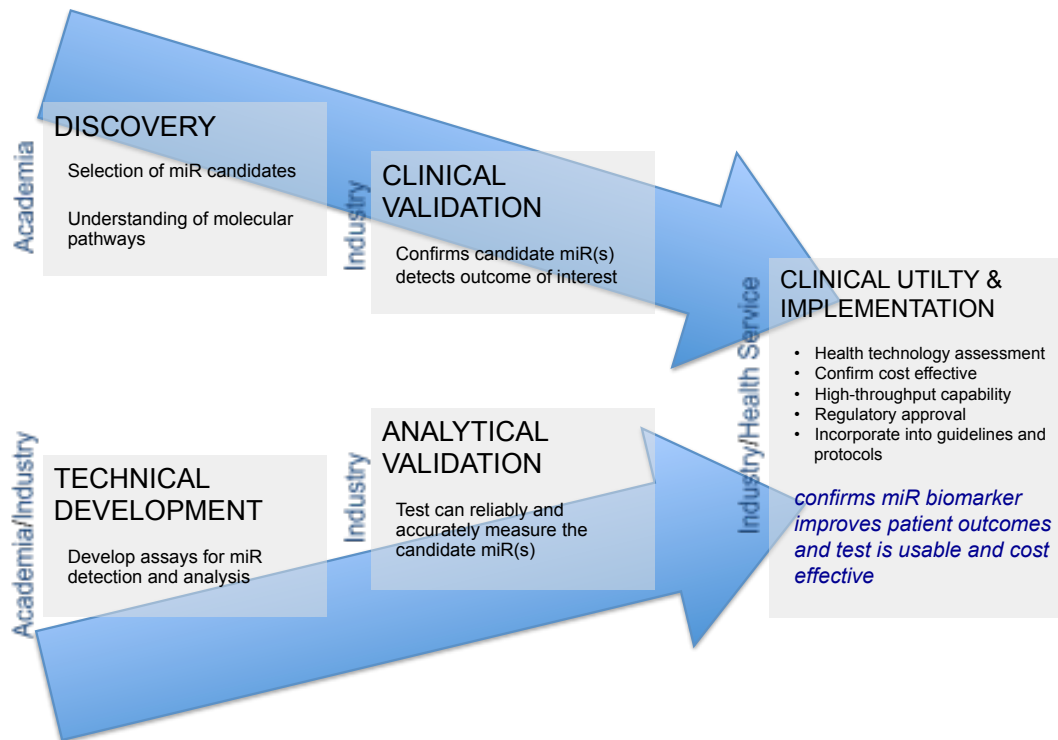 Academia
DISCOVERY
Selection of miR candidates
Understanding of molecular
pathways
Industry
CLINICAL
VALIDATION
Confirms candidate miR(s)
detects outcome of interest
Academia/Industry
TECHNICAL
DEVELOPMENT
Develop assays for miR
detection and analysis
Industry
ANALYTICAL
VALIDATION
Test can reliably and
accurately measure the
candidate miR(s)
Industry/Health Service
CLINICAL UTILTY &
IMPLEMENTATION
• Health technology assessment
• Confirm cost effective
• High-throughput capability
• Regulatory approval
• Incorporate into guidelines and
protocols
confirms miR biomarker
improves patient outcomes
and test is usable and cost
effective